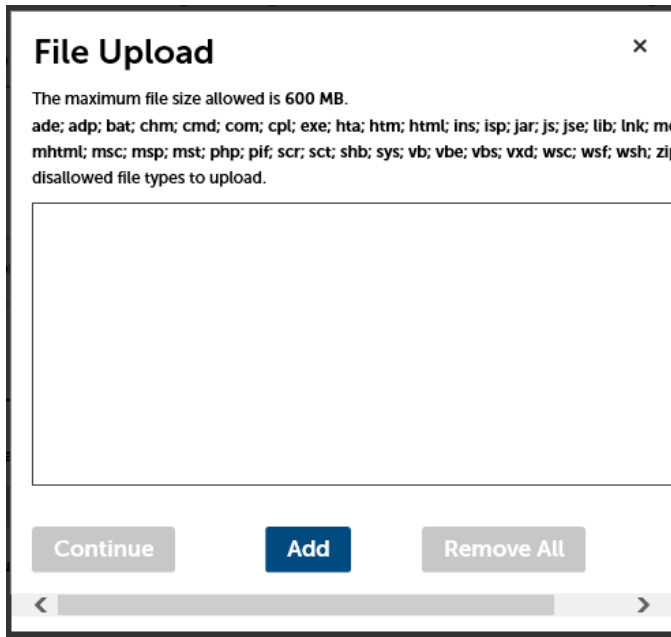 File Upload
The maximum file size allowed is 600 MB.
ade; adp; bat; chm; cmd; com; cpl; exe; hta; htm; html; ins; isp; jar; js; jse; lib; lnk;
mhtml; msc; msp; mst; php; pif; scr; sct; shb; sys; vb; vbe; vbs; vxd; wsc; wsf; wsh;
disallowed file types to upload.
Continue
Add
Remove All